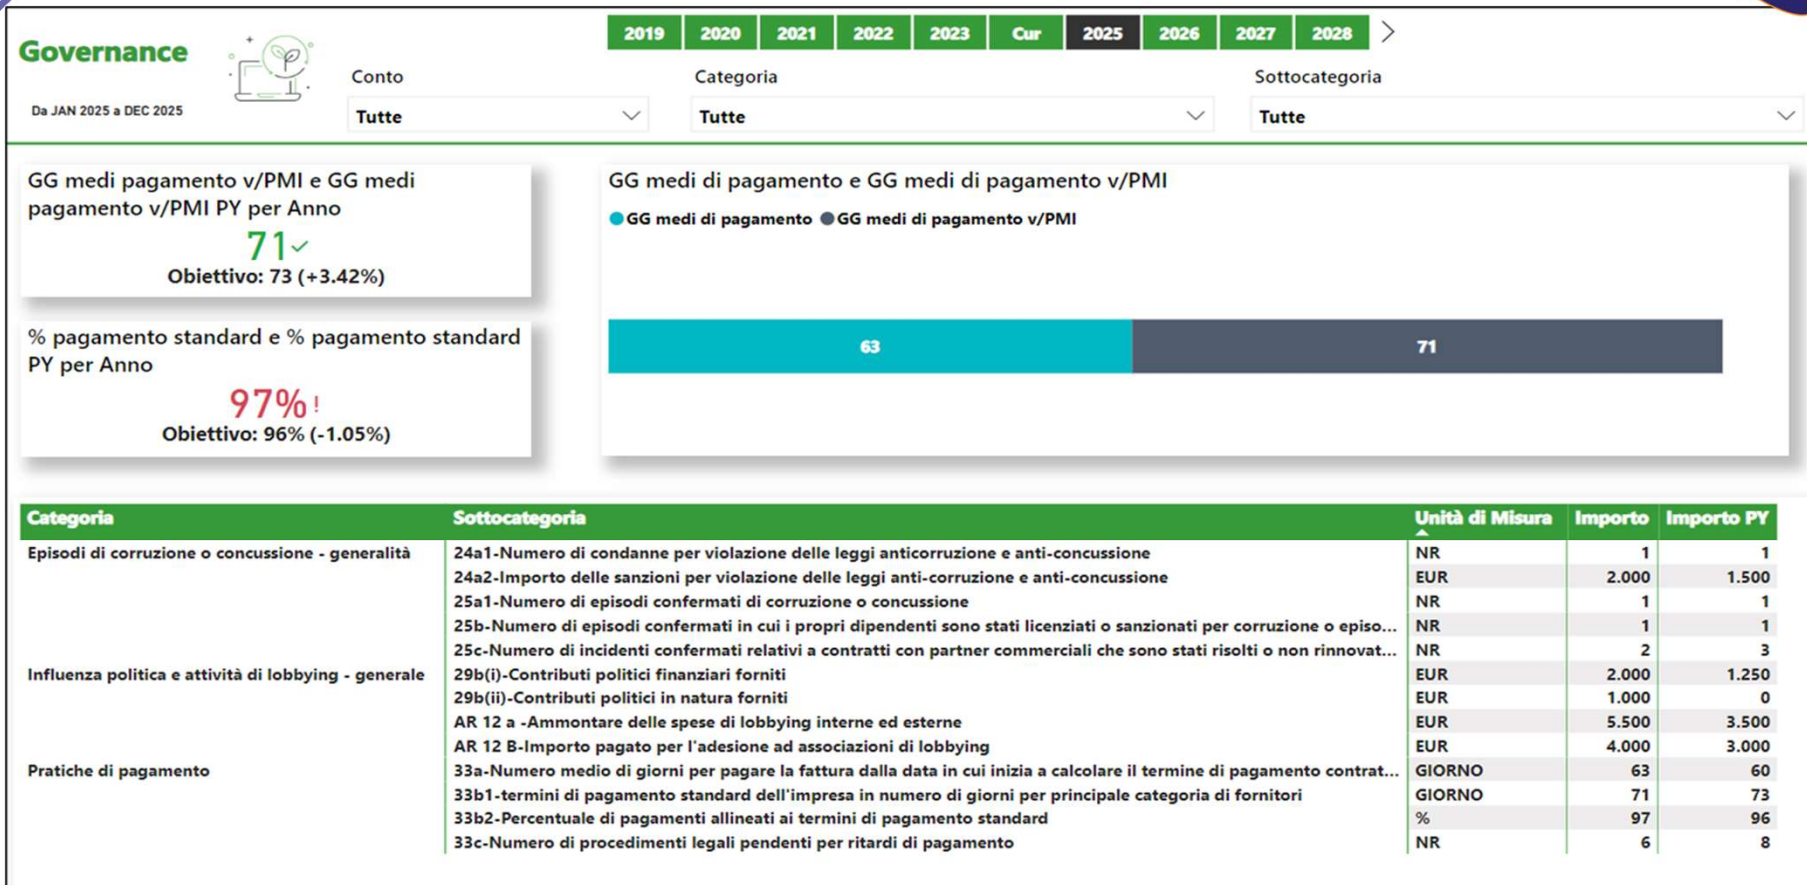 2019 2020 2021 2022 2023 Cur 2025 2026 2027 2028
Governance
Da JAN 2025 a DEC 2025
Conto Categoria Sottocategoria
Tutte Tutte Tutte
GG medi pagamento v/PMI e GG medi
pagamento v/PMI PY per Anno
71
Obiettivo: 73 (+3.42%)
% pagamento standard e % pagamento standard
PY per Anno
97% !
Obiettivo: 96% (-1.05%)
GG medi di pagamento e GG medi di pagamento v/PMI
GG medi di pagamento GG medi di pagamento v/PMI
63 71
Categoria Sottocategoria Unità di Misura Importo Importo PY
Episodi di corruzione o concussione - generalità 24a1-Numero di condanne per violazione delle leggi anticorruzione e anti-concussione NR 1 1
24a2-Importo delle sanzioni per violazione delle leggi anti-corruzione e anti-concussione EUR 2.000 1.500
25a1-Numero di episodi confermati di corruzione o concussione NR 1 1
25b-Numero di episodi confermati in cui i propri dipendenti sono stati licenziati o sanzionati per corruzione o episo... NR 1 1
25c-Numero di incidenti confermati relativi a contratti con partner commerciali che sono stati risolti o non rinnovat... NR 2 3
Influenza politica e attività di lobbying - generale 29b(i)-Contributi politici finanziari forniti EUR 2.000 1.250
29b(ii)-Contributi politici in natura forniti EUR 1.000 0
AR 12 a -Ammontare delle spese di lobbying interne ed esterne EUR 5.500 3.500
AR 12 B-Importo pagato per l'adesione ad associazioni di lobbying EUR 4.000 3.000
Pratiche di pagamento 33a-Numero medio di giorni per pagare la fattura dalla data in cui inizia a calcolare il termine di pagamento contrat... GIORNO 63 60
33b1-termini di pagamento standard dell'impresa in numero di giorni per principale categoria di fornitori GIORNO 71 73
33b2-Percentuale di pagamenti allineati ai termini di pagamento standard % 97 96
33c-Numero di procedimenti legali pendenti per ritardi di pagamento NR 6 8